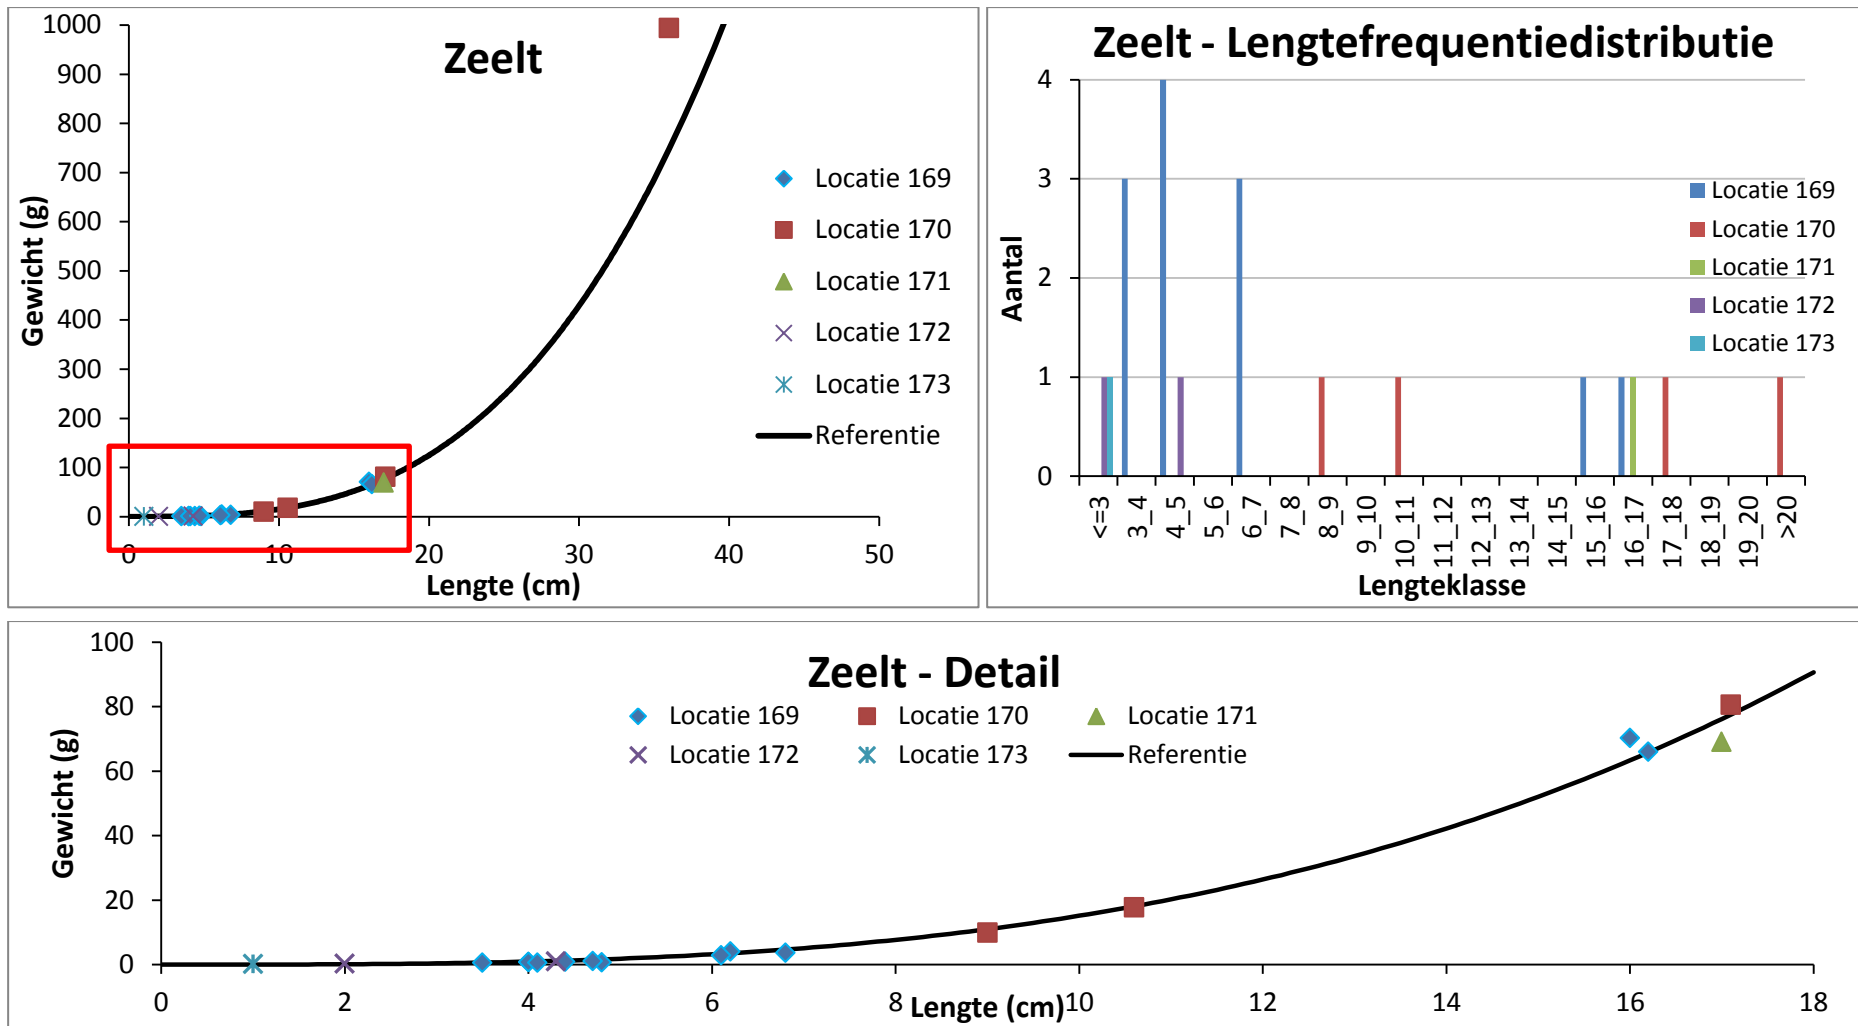 Zeelt
Gewicht (g)
1000
900
800
700
600
500
400
300
200
100
0
Locatie 169
Locatie 170
Locatie 171
Locatie 172
Locatie 173
Referentie
0 10 20 30 40 50
Lengte (cm)
Zeelt - Lengtefrequentiedistributie
Aantal
4
3
2
1
0
Locatie 169
Locatie 170
Locatie 171
Locatie 172
Locatie 173
<=3 3_4 4_5 5_6 6_7 7_8 8_9 9_10 10_11 11_12 12_13 13_14 14_15 15_16 16_17 17_18 18_19 19_20 >20
Lengteklasse
Zeelt - Detail
Gewicht (g)
100
80
60
40
20
0
Locatie 169 Locatie 170 Locatie 171
Locatie 172 Locatie 173 Referentie
0 2 4 6 8 10 12 14 16 18
Lengte (cm)